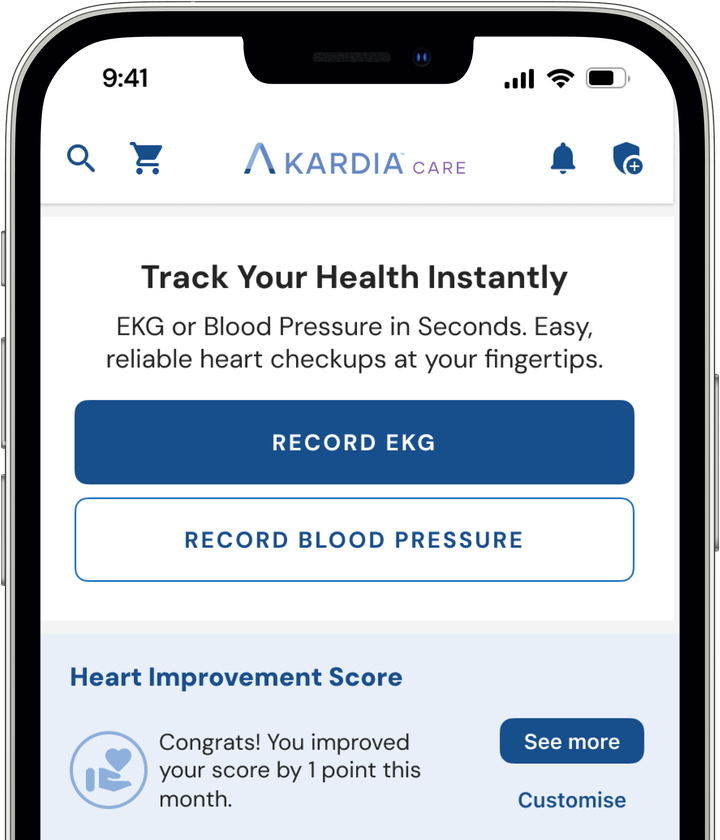 9:41
KARDIA™ CARE
Track Your Health Instantly
EKG or Blood Pressure in Seconds. Easy,
reliable heart checkups at your fingertips.
RECORD EKG
RECORD BLOOD PRESSURE
Heart Improvement Score
Congrats! You improved
your score by 1 point this
month.
See more
Customise